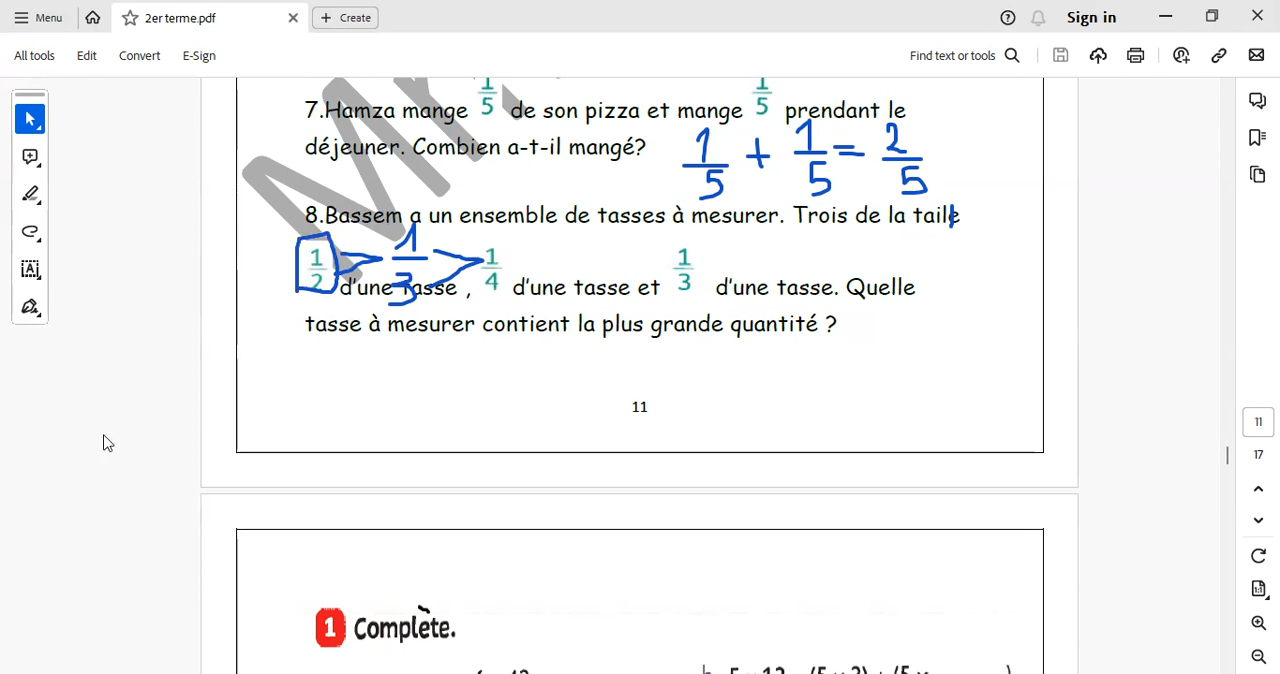 Menu 2er terme.pdf Create Sign in
All tools Edit Convert E-Sign Find text or tools
7.Hamza mange 1/5 de son pizza et mange 1/5 prendant le
déjeuner. Combien a-t-il mangé?
1/5 + 1/5 = 2/5
8.Bassem a un ensemble de tasses à mesurer. Trois de la taile
1/2 > 1/3 > 1/4
1/2 d'une tasse , 1/4 d'une tasse et 1/3 d'une tasse. Quelle
tasse à mesurer contient la plus grande quantité ?
11
11
17
1 Complète.